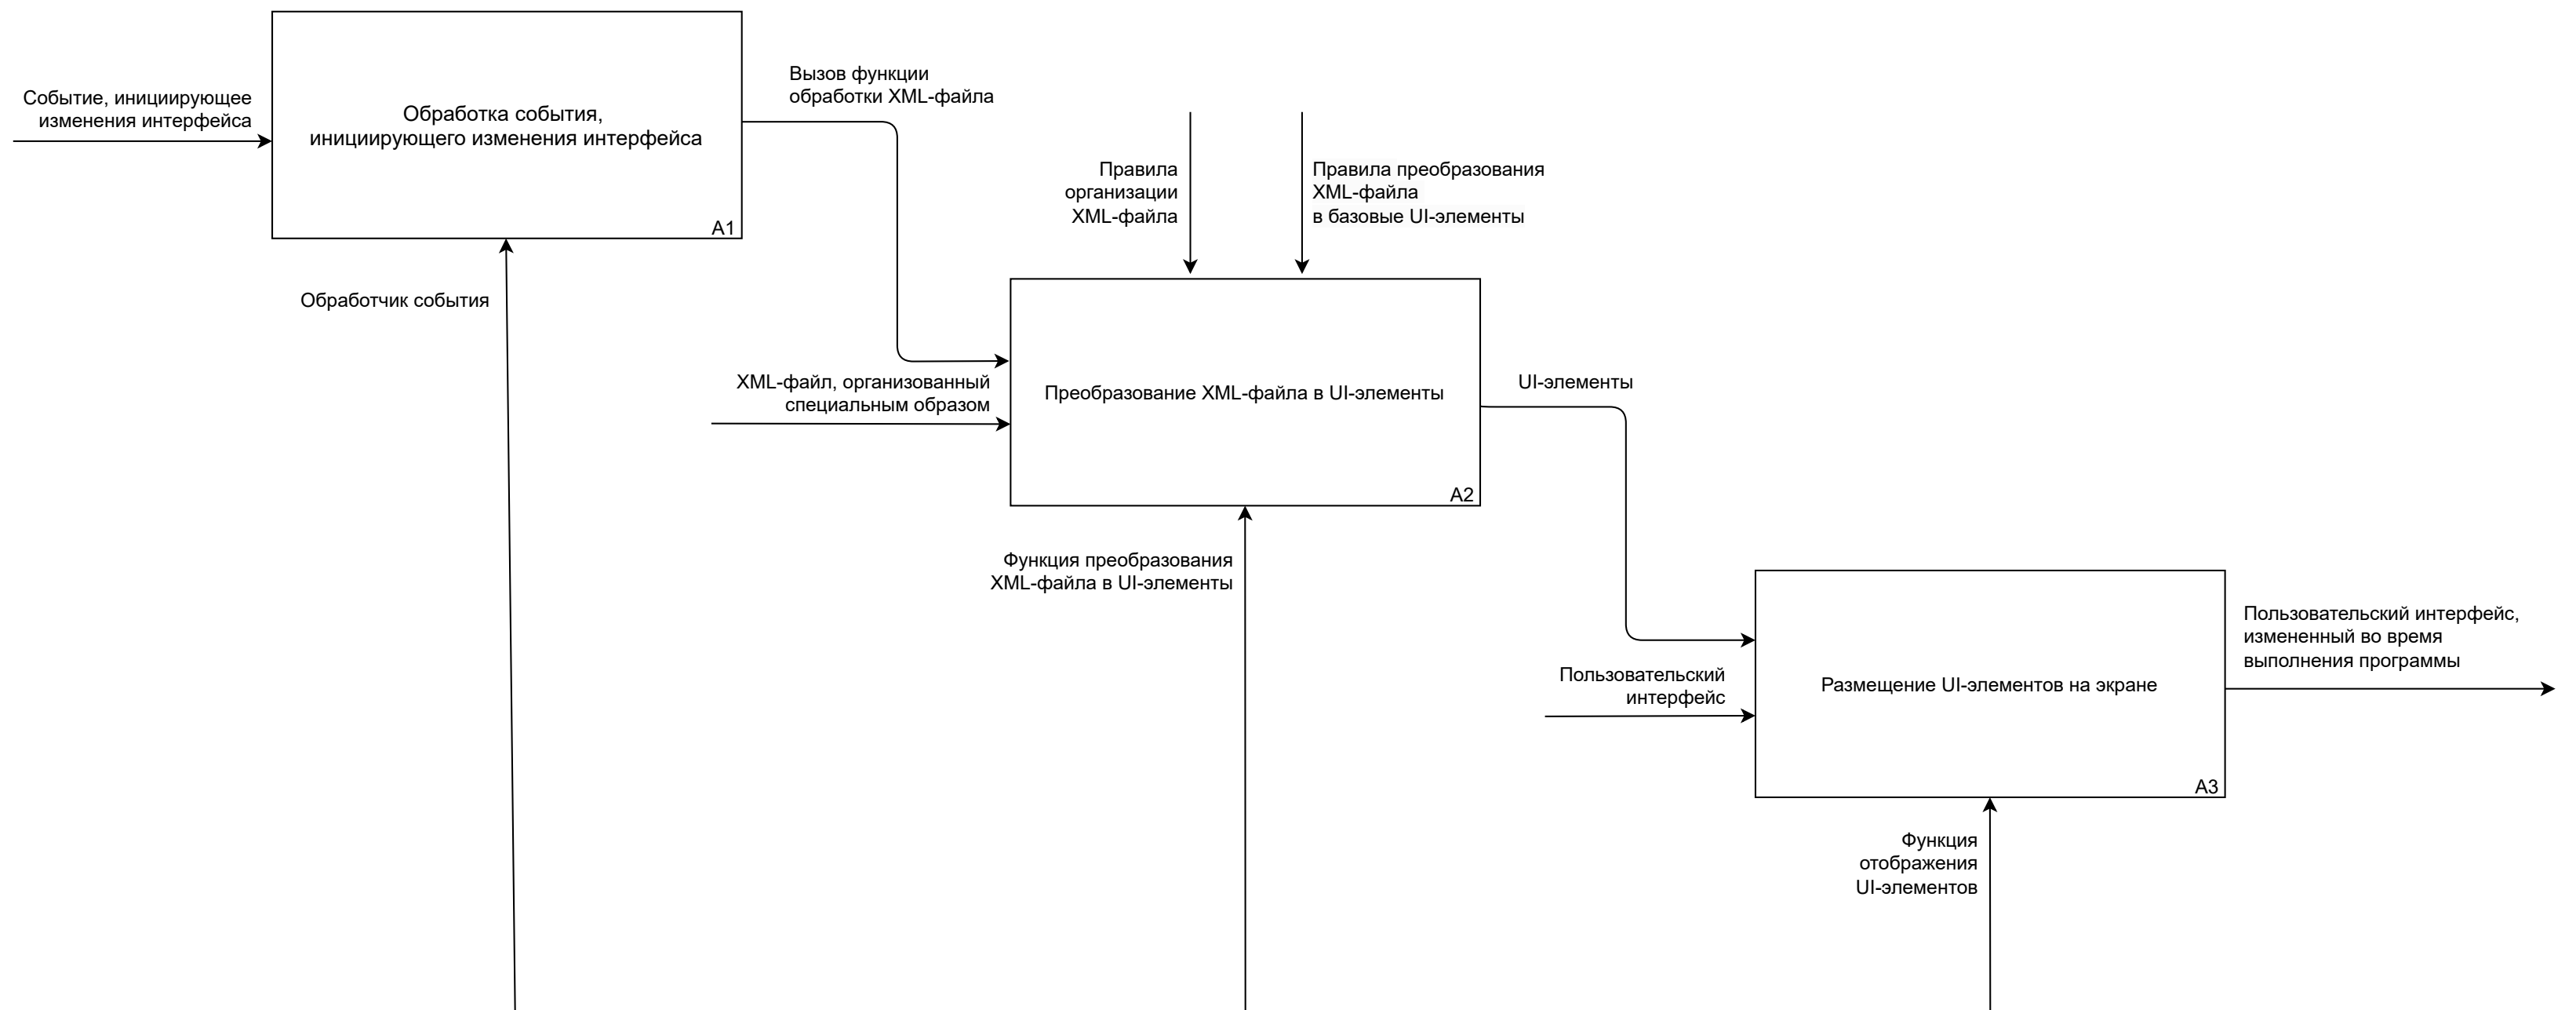 Событие, инициирующее
изменения интерфейса
Обработка события,
инициирующего изменения интерфейса
A1
Вызов функции
обработки XML-файла
Обработчик события
Правила
организации
XML-файла
Правила преобразования
XML-файла
в базовые UI-элементы
XML-файл, организованный
специальным образом
Преобразование XML-файла в UI-элементы
A2
UI-элементы
Функция преобразования
XML-файла в UI-элементы
Пользовательский
интерфейс
Размещение UI-элементов на экране
A3
Пользовательский интерфейс,
измененный во время
выполнения программы
Функция
отображения
UI-элементов